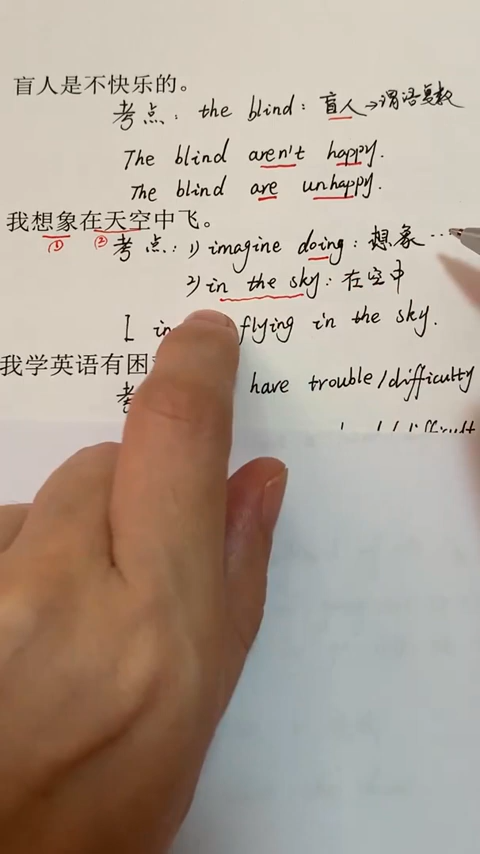 盲人是不快乐的。
考点: the blind: 盲人→谓语复数
The blind aren't happy.
The blind are unhappy.
我想象在天空中飞。
① ②
考点: 1) imagine doing: 想象…
2) in the sky: 在空中
I flying in the sky.
我学英语有困
考 have trouble/difficulty